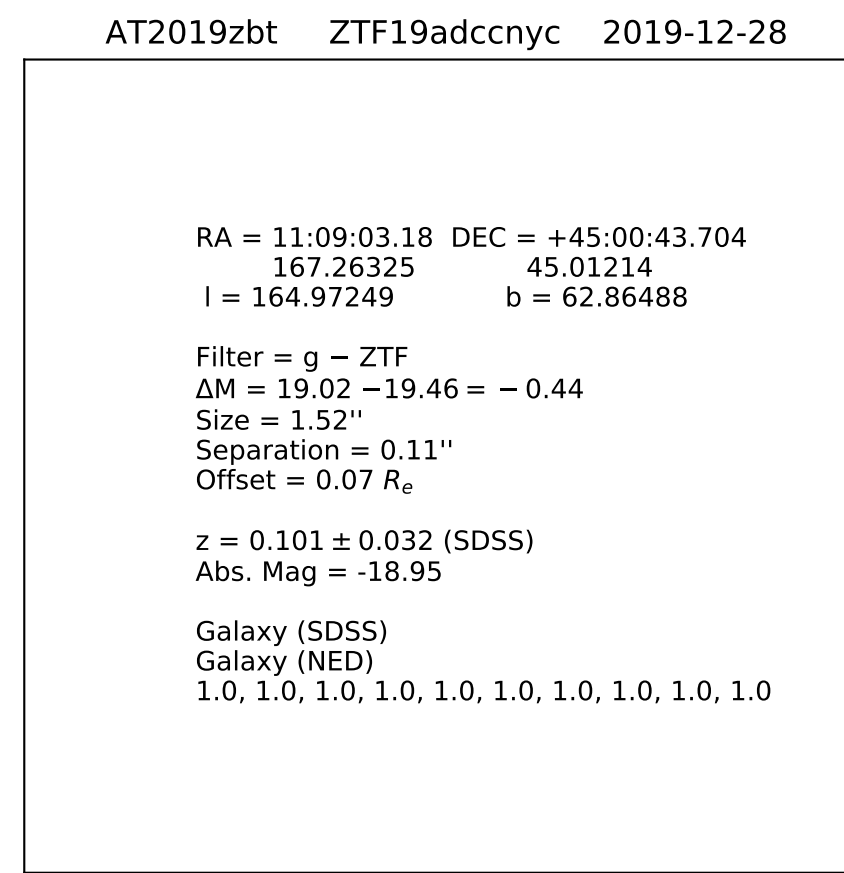 AT2019zbt ZTF19adccnyc 2019-12-28
RA = 11:09:03.18 DEC = +45:00:43.704
167.26325 45.01214
l = 164.97249 b = 62.86488
Filter = g − ZTF
ΔM = 19.02 −19.46 = − 0.44
Size = 1.52''
Separation = 0.11''
Offset = 0.07 Rₑ
z = 0.101 ± 0.032 (SDSS)
Abs. Mag = -18.95
Galaxy (SDSS)
Galaxy (NED)
1.0, 1.0, 1.0, 1.0, 1.0, 1.0, 1.0, 1.0, 1.0, 1.0